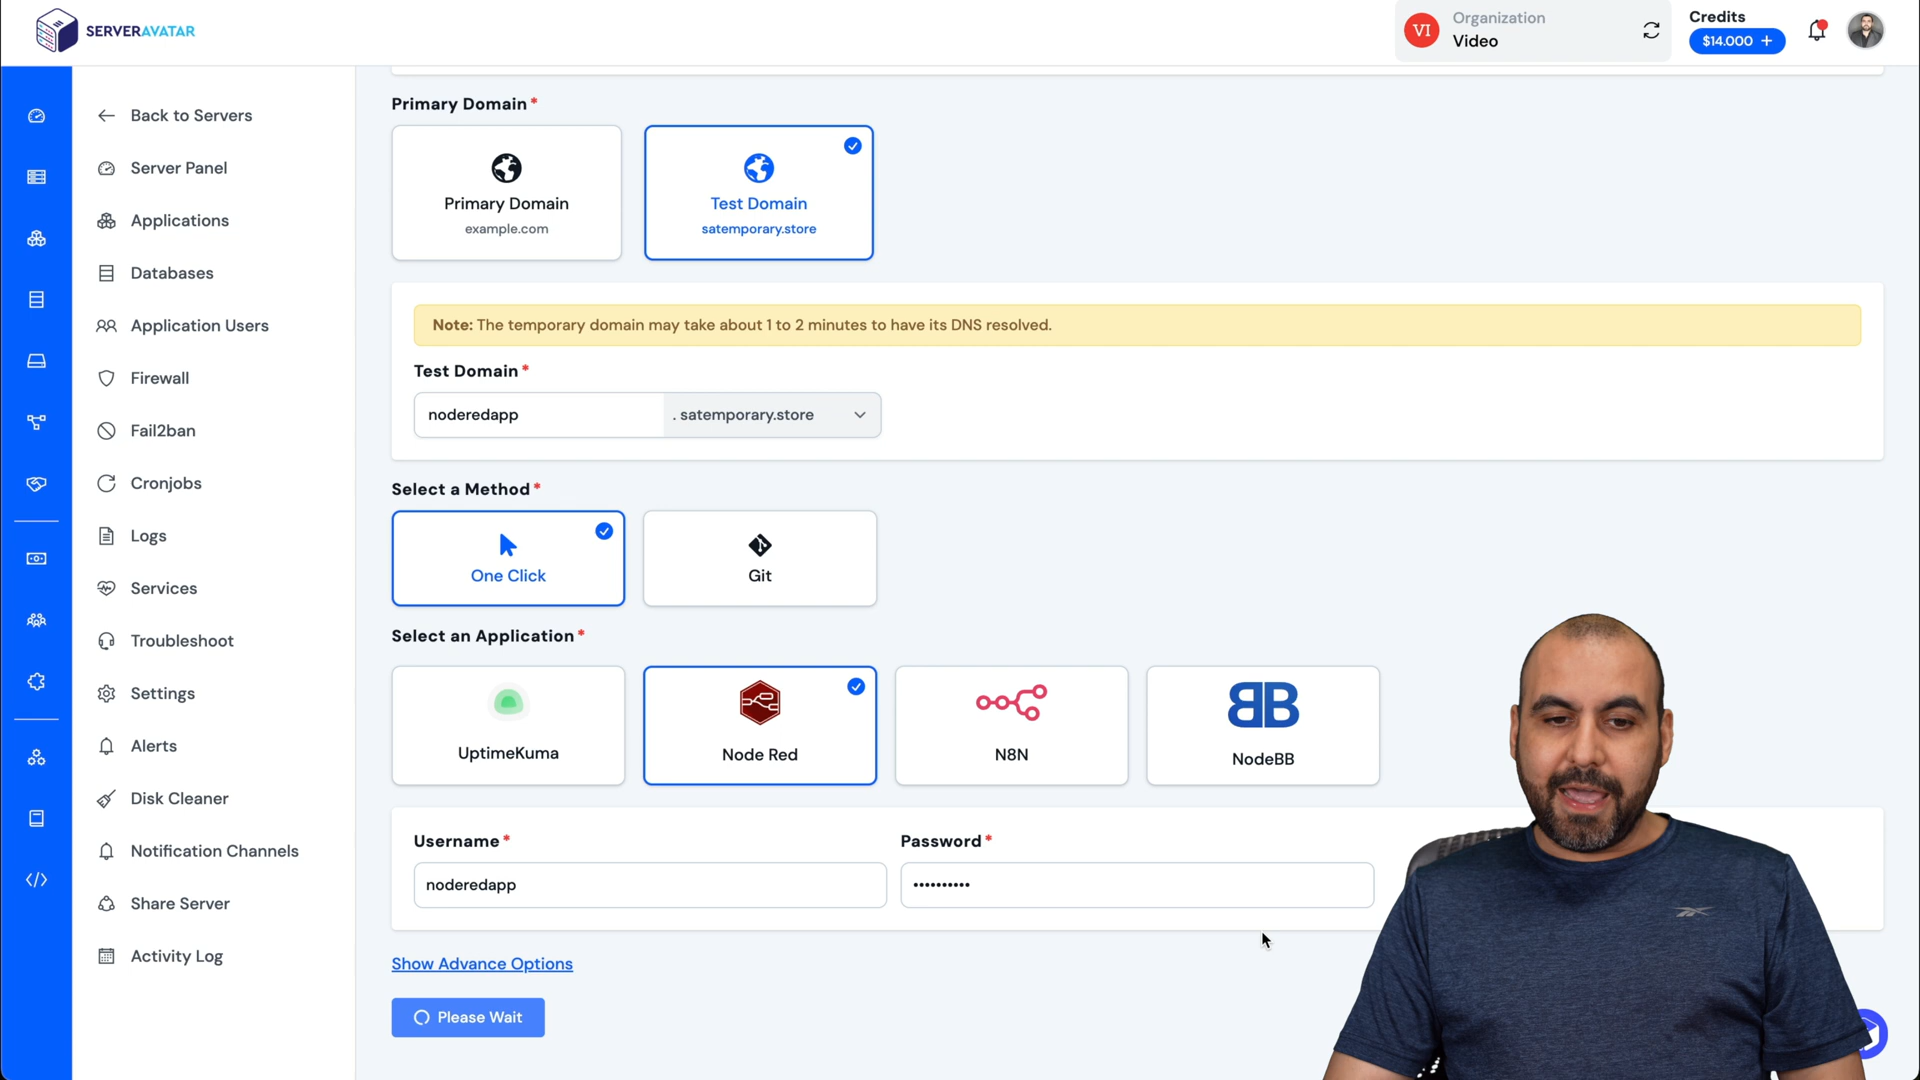 SERVERAVATAR
VI
Organization
Video
Credits
$14.000 +
Back to Servers
Server Panel
Applications
Databases
Application Users
Firewall
Fail2ban
Cronjobs
Logs
Services
Troubleshoot
Settings
Alerts
Disk Cleaner
Notification Channels
Share Server
Activity Log
Primary Domain*
Primary Domain
example.com
Test Domain
satemporary.store
Note: The temporary domain may take about 1 to 2 minutes to have its DNS resolved.
Test Domain*
noderedapp
. satemporary.store
Select a Method*
One Click
Git
Select an Application*
UptimeKuma
Node Red
N8N
BB
NodeBB
Username*
noderedapp
Password*
••••••••••
Show Advance Options
Please Wait